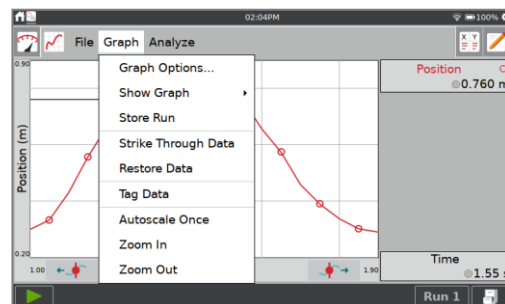 02:04PM
100%
File Graph Analyze
X Y
Graph Options...
Show Graph
Store Run
Strike Through Data
Restore Data
Tag Data
Autoscale Once
Zoom In
Zoom Out
0.90
Position (m)
0.20
1.00
1.90
Position
0.760 m
Time
1.55 s
Run 1